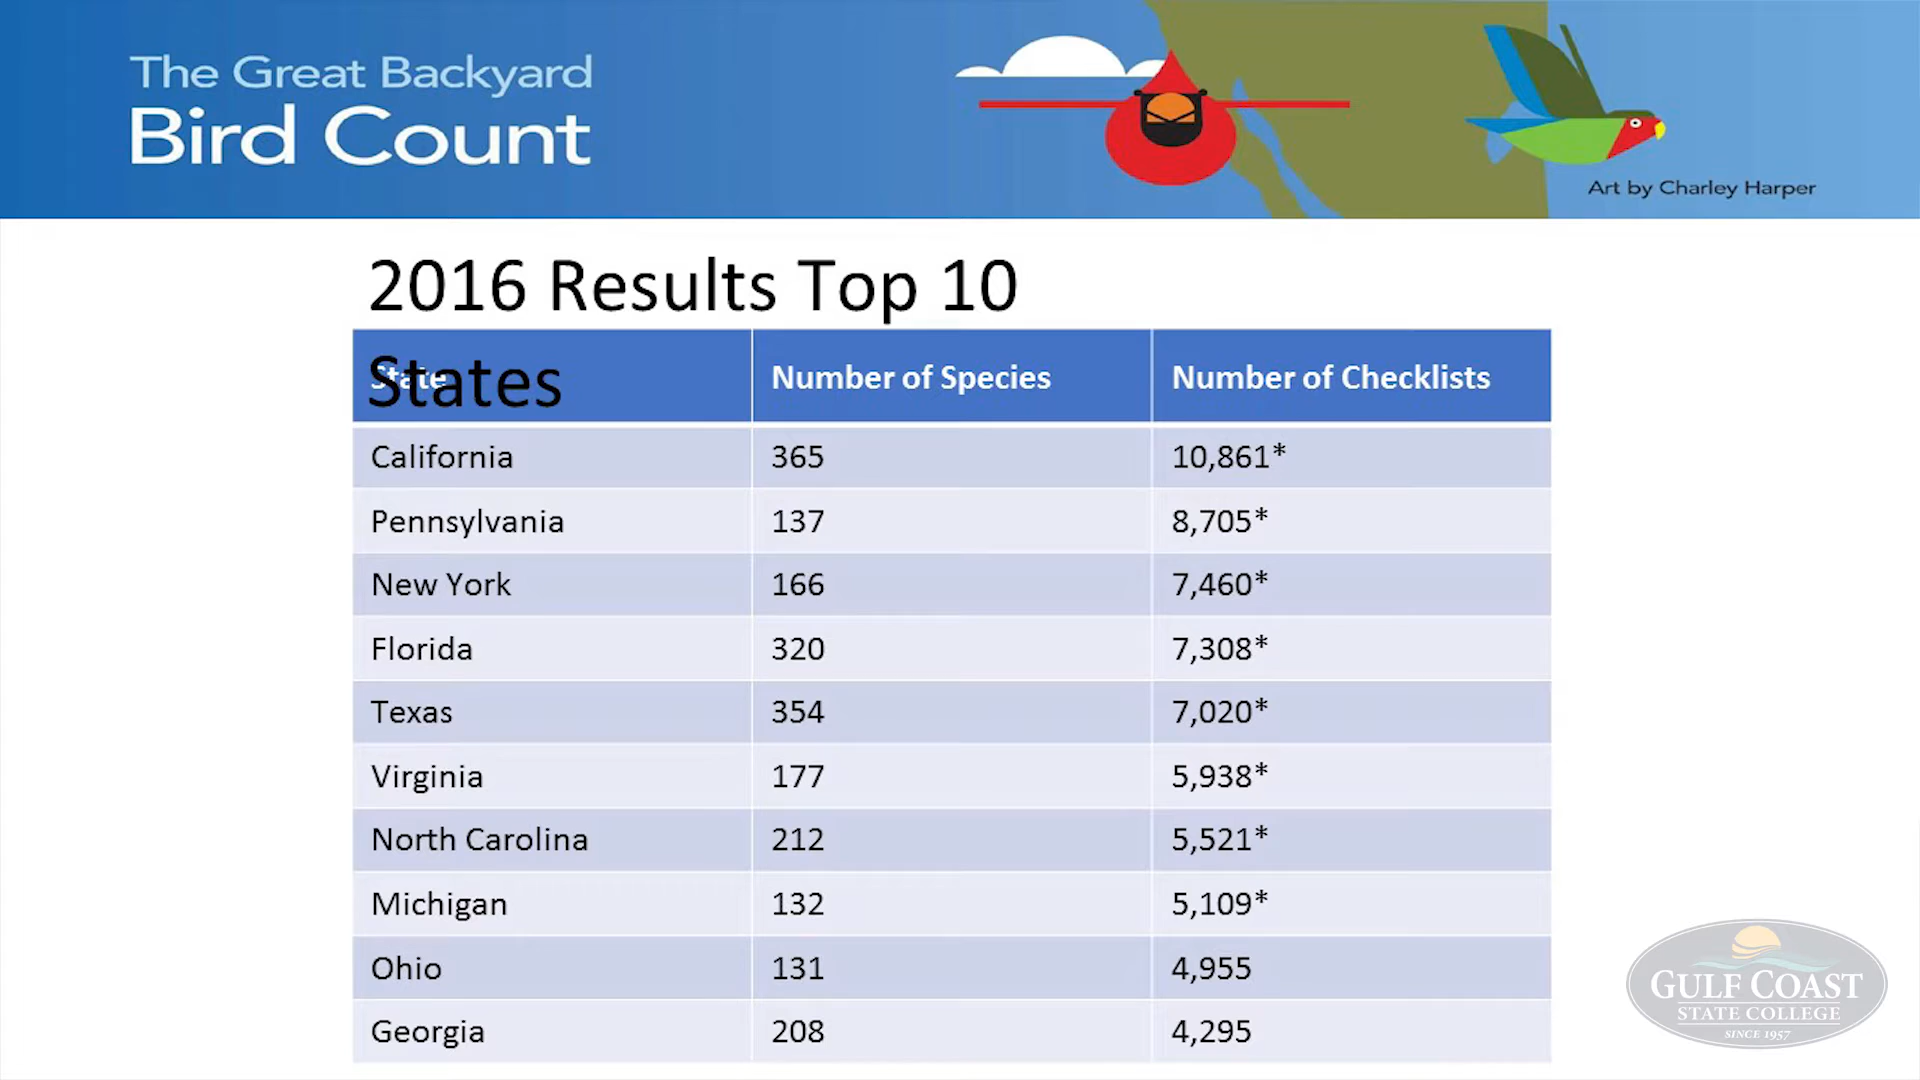 The Great Backyard
Bird Count
Art by Charley Harper
2016 Results Top 10
States
State Number of Species Number of Checklists
California 365 10,861*
Pennsylvania 137 8,705*
New York 166 7,460*
Florida 320 7,308*
Texas 354 7,020*
Virginia 177 5,938*
North Carolina 212 5,521*
Michigan 132 5,109*
Ohio 131 4,955
Georgia 208 4,295
GULF COAST
STATE COLLEGE
SINCE 1957